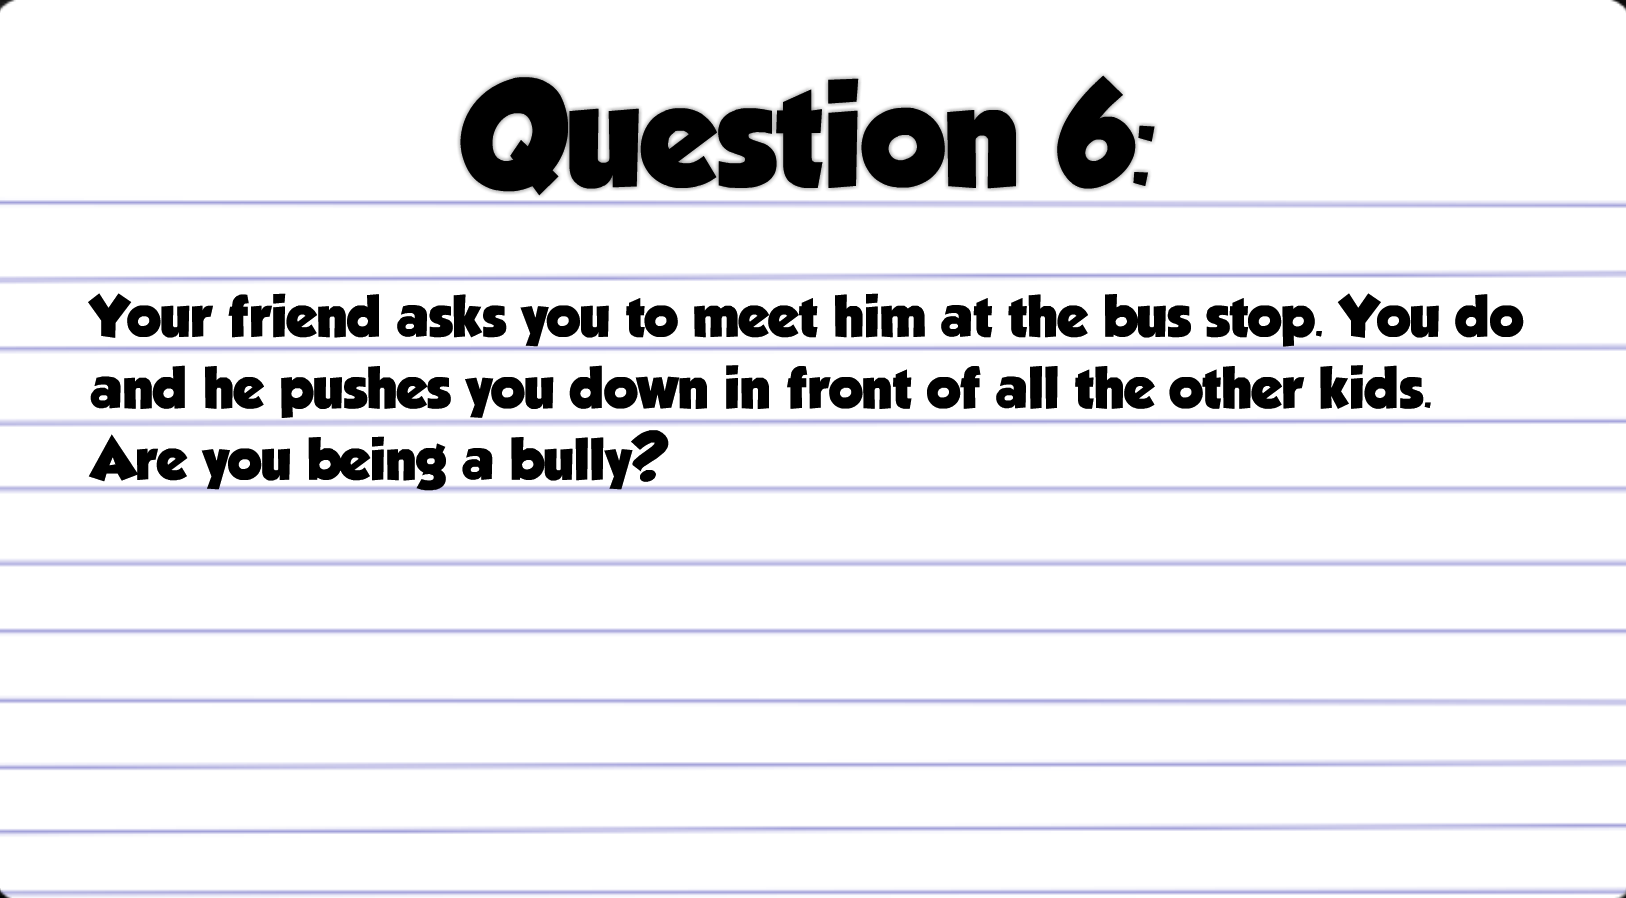 Question 6:
Your friend asks you to meet him at the bus stop. You do
and he pushes you down in front of all the other kids.
Are you being a bully?